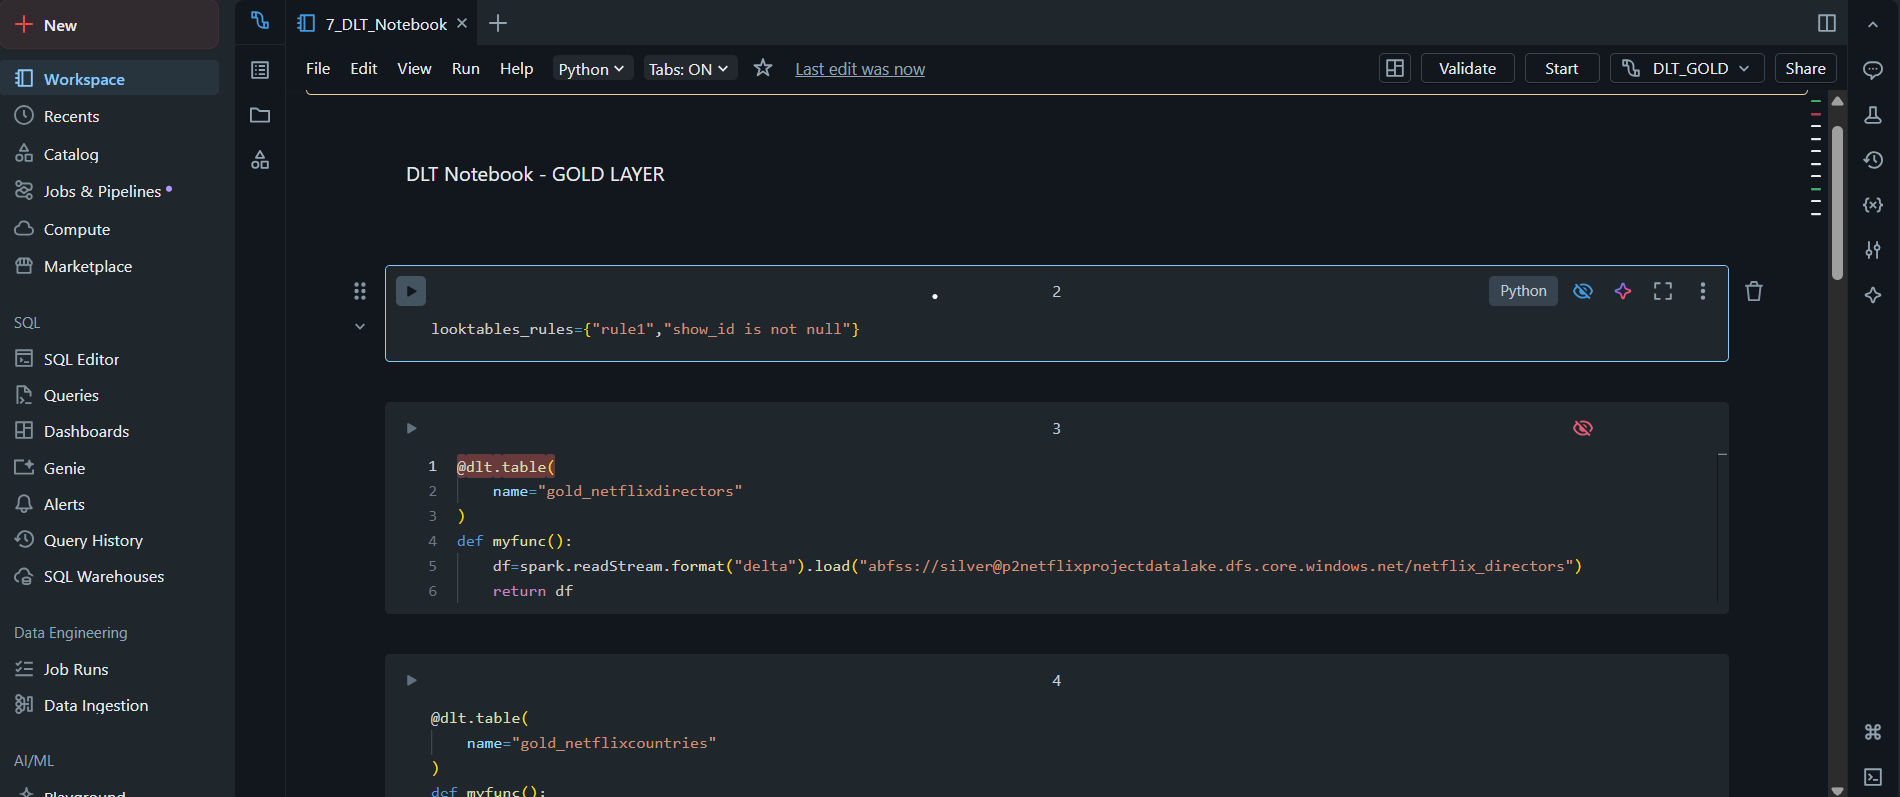 New
Workspace
Recents
Catalog
Jobs & Pipelines
Compute
Marketplace
SQL
SQL Editor
Queries
Dashboards
Genie
Alerts
Query History
SQL Warehouses
Data Engineering
Job Runs
Data Ingestion
AI/ML
Playground
7_DLT_Notebook
File Edit View Run Help Python Tabs: ON Last edit was now Validate Start DLT_GOLD Share
DLT Notebook - GOLD LAYER
2
Python
looktables_rules={"rule1","show_id is not null"}
3
1 @dlt.table(
2 name="gold_netflixdirectors"
3 )
4 def myfunc():
5 df=spark.readStream.format("delta").load("abfss://silver@p2netflixprojectdatalake.dfs.core.windows.net/netflix_directors")
6 return df
4
@dlt.table(
name="gold_netflixcountries"
)
def myfunc():